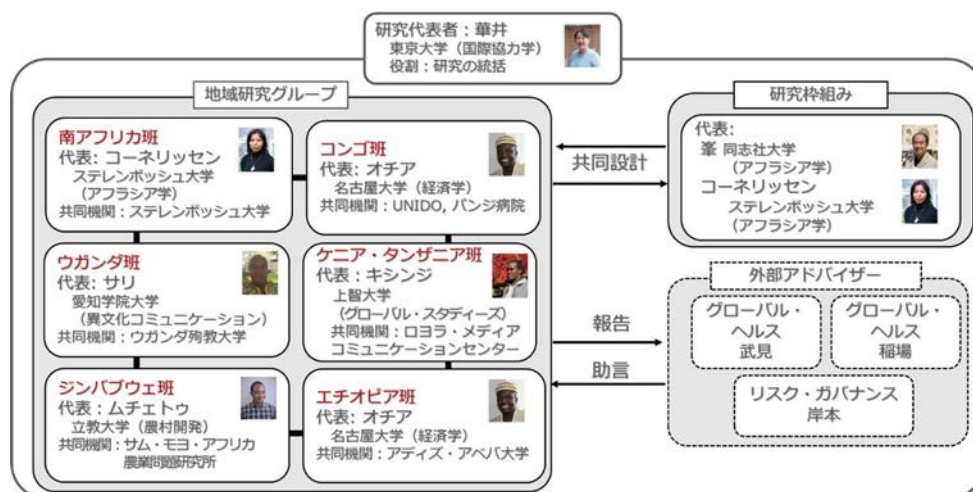 研究代表者：華井
東京大学（国際協力学）
役割：研究の統括
地域研究グループ
南アフリカ班
代表：コーネリッセン
ステレンボッシュ大学
（アフラシア学）
共同機関：ステレンボッシュ大学
コンゴ班
代表：オチア
名古屋大学（経済学）
共同機関：UNIDO, パンジ病院
ウガンダ班
代表：サリ
愛知学院大学
（異文化コミュニケーション）
共同機関：ウガンダ殉教大学
ケニア・タンザニア班
代表：キシンジ
上智大学
（グローバル・スタディーズ）
共同機関：ロヨラ・メディア
コミュニケーションセンター
ジンバブウェ班
代表：ムチェトゥ
立教大学（農村開発）
共同機関：サム・モヨ・アフリカ
農業問題研究所
エチオピア班
代表：オチア
名古屋大学（経済学）
共同機関：アディズ・アベバ大学
共同設計
研究枠組み
代表：
峯 同志社大学
（アフラシア学）
コーネリッセン
ステレンボッシュ大学
（アフラシア学）
報告
助言
外部アドバイザー
グローバル・
ヘルス
武見
グローバル・
ヘルス
稲場
リスク・ガバナンス
岸本